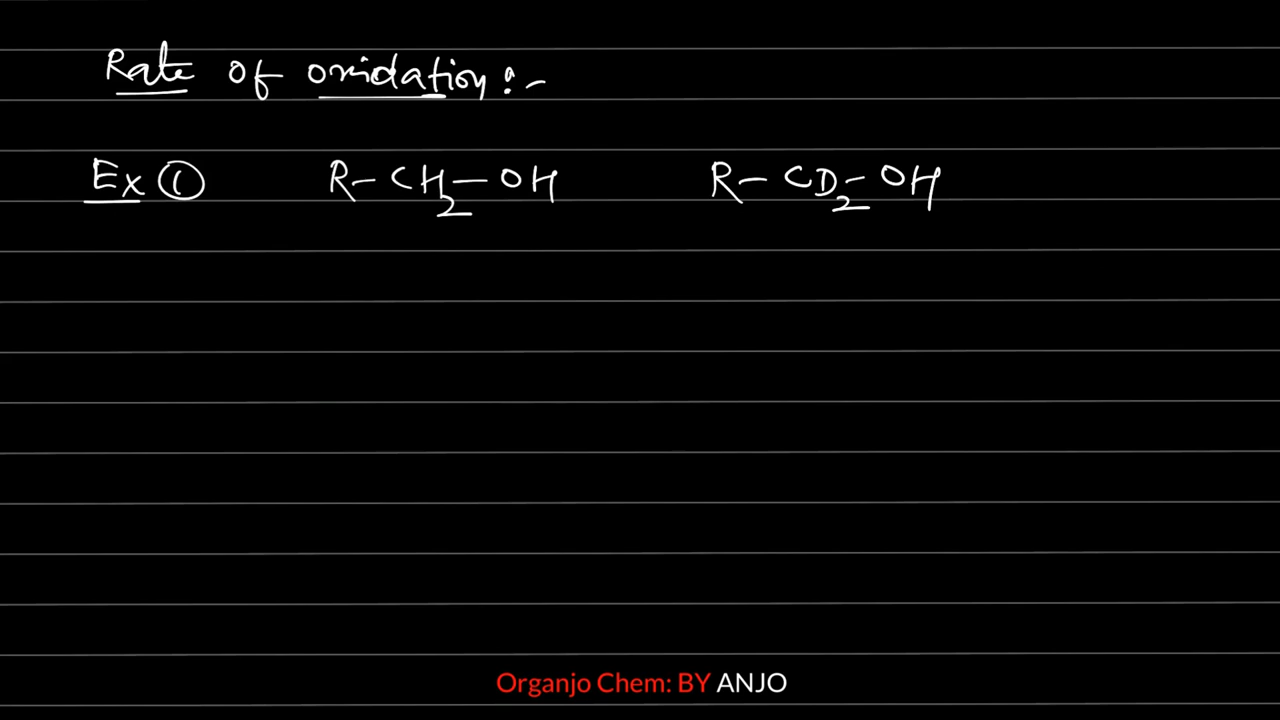 Rate of oxidation :-
Ex ① R-CH₂-OH R-CD₂-OH
Organjo Chem: BY ANJO